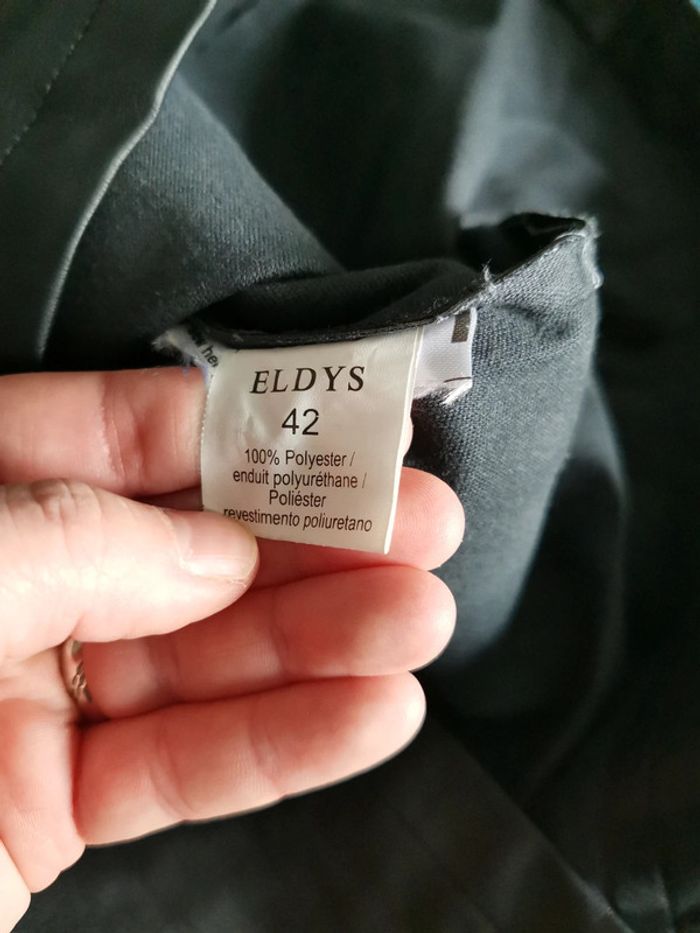 ELDYS
42
100% Polyester /
enduit polyuréthane /
Poliéster
revestimento poliuretano